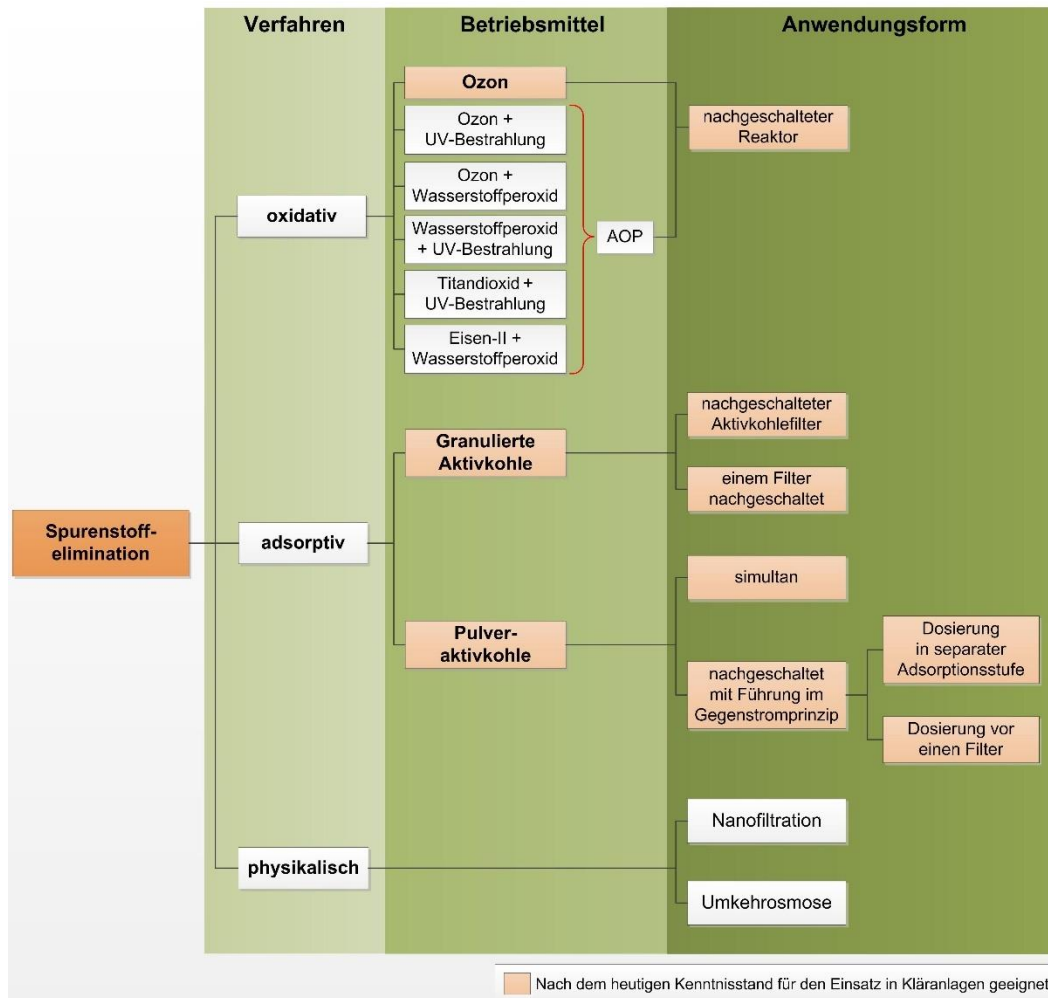 Verfahren
Betriebsmittel
Anwendungsform
Ozon
Ozon +
UV-Bestrahlung
Ozon +
Wasserstoffperoxid
Wasserstoffperoxid
+ UV-Bestrahlung
Titandioxid +
UV-Bestrahlung
Eisen-II +
Wasserstoffperoxid
AOP
nachgeschalteter
Reaktor
oxidativ
Granulierte
Aktivkohle
nachgeschalteter
Aktivkohlefilter
einem Filter
nachgeschaltet
Spurenstoff-
elimination
adsorptiv
Pulver-
aktivkohle
simultan
nachgeschaltet
mit Führung im
Gegenstromprinzip
Dosierung
in separater
Adsorptionsstufe
Dosierung vor
einen Filter
physikalisch
Nanofiltration
Umkehrosmose
Nach dem heutigen Kenntnisstand für den Einsatz in Kläranlagen geeignet